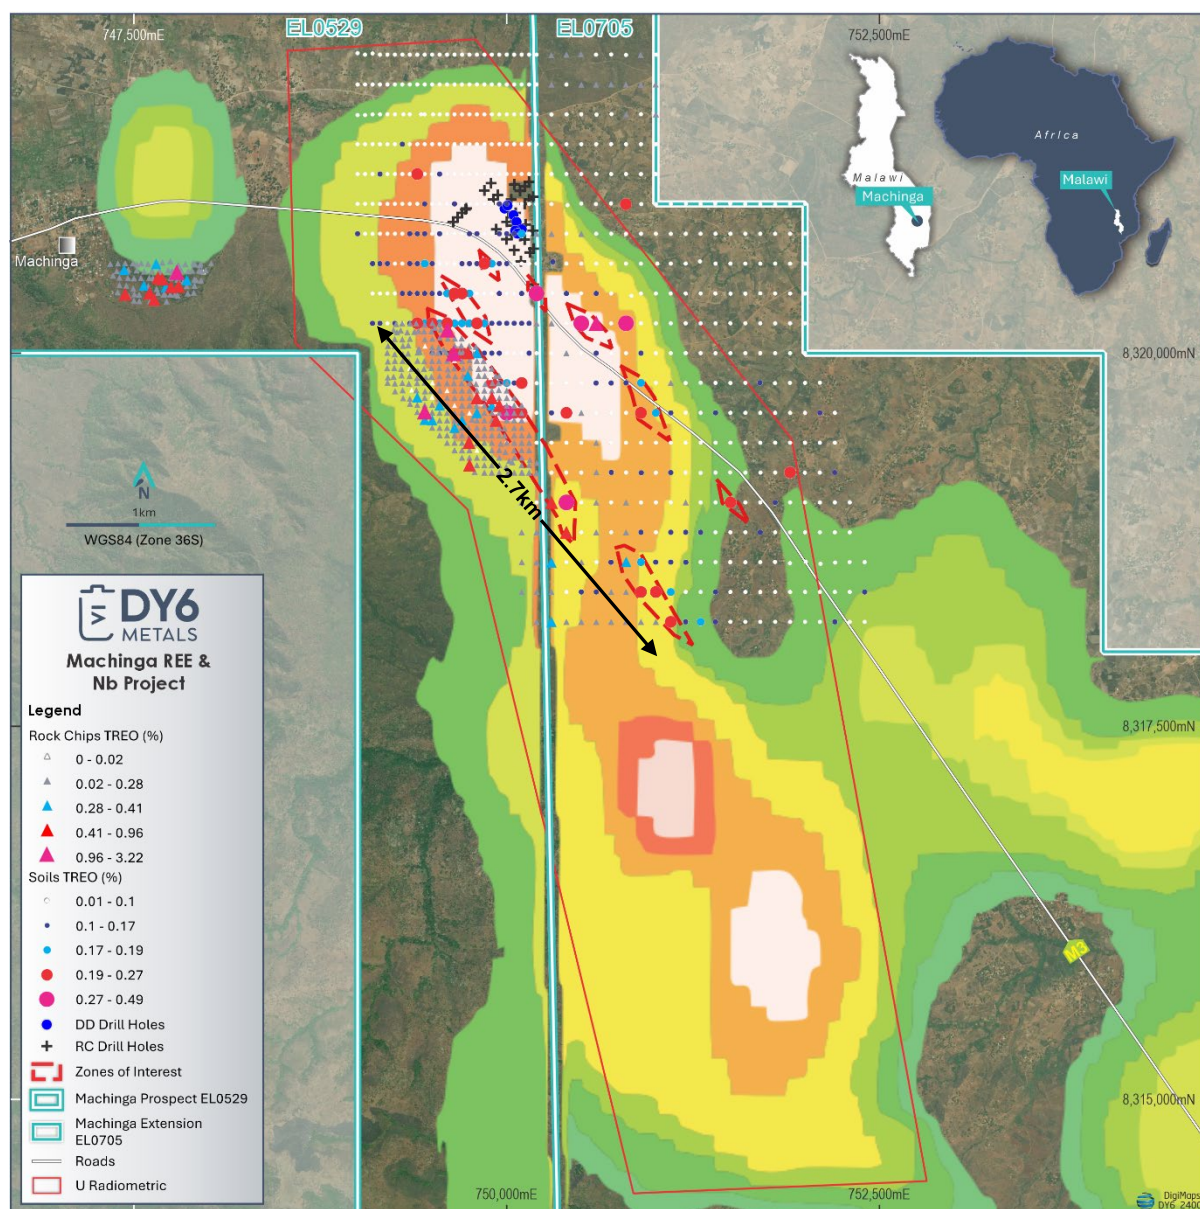 EL0529
EL0705
747,500mE
752,500mE
Africa
Malawi
Machinga
Malawi
Machinga
8,320,000mN
2.7km
N
1km
WGS84 (Zone 36S)
DY6
METALS
Machinga REE &
Nb Project
Legend
Rock Chips TREO (%)
0 - 0.02
0.02 - 0.28
0.28 - 0.41
0.41 - 0.96
0.96 - 3.22
Soils TREO (%)
0.01 - 0.1
0.1 - 0.17
0.17 - 0.19
0.19 - 0.27
0.27 - 0.49
DD Drill Holes
RC Drill Holes
Zones of Interest
Machinga Prospect EL0529
Machinga Extension
EL0705
Roads
U Radiometric
8,317,500mN
M3
8,315,000mN
750,000mE
752,500mE
DigiMaps